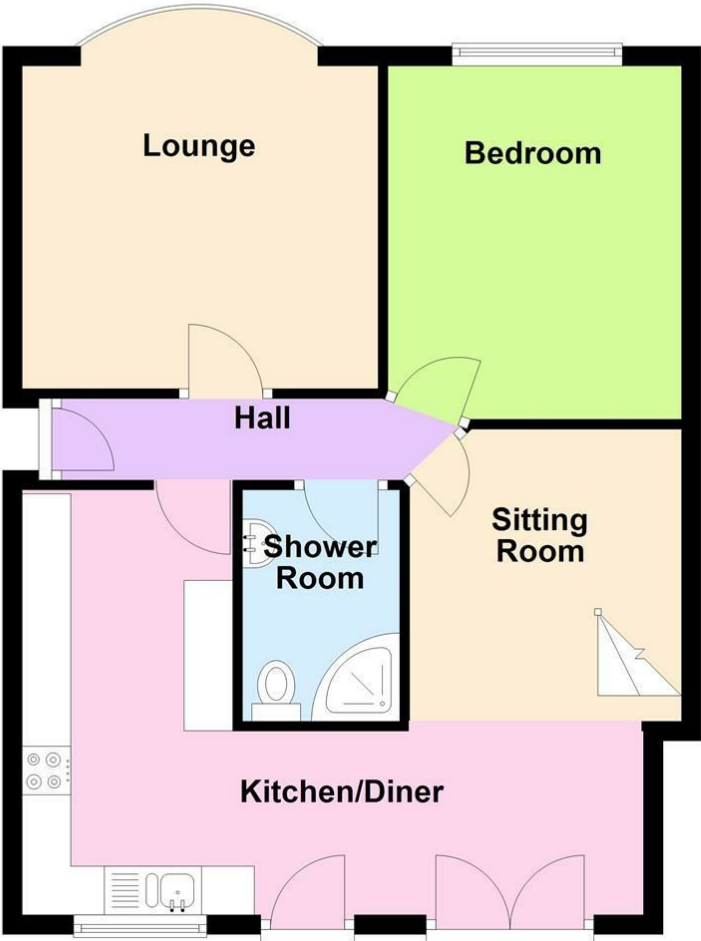 Lounge
Bedroom
Hall
Shower
Room
Sitting
Room
Kitchen/Diner